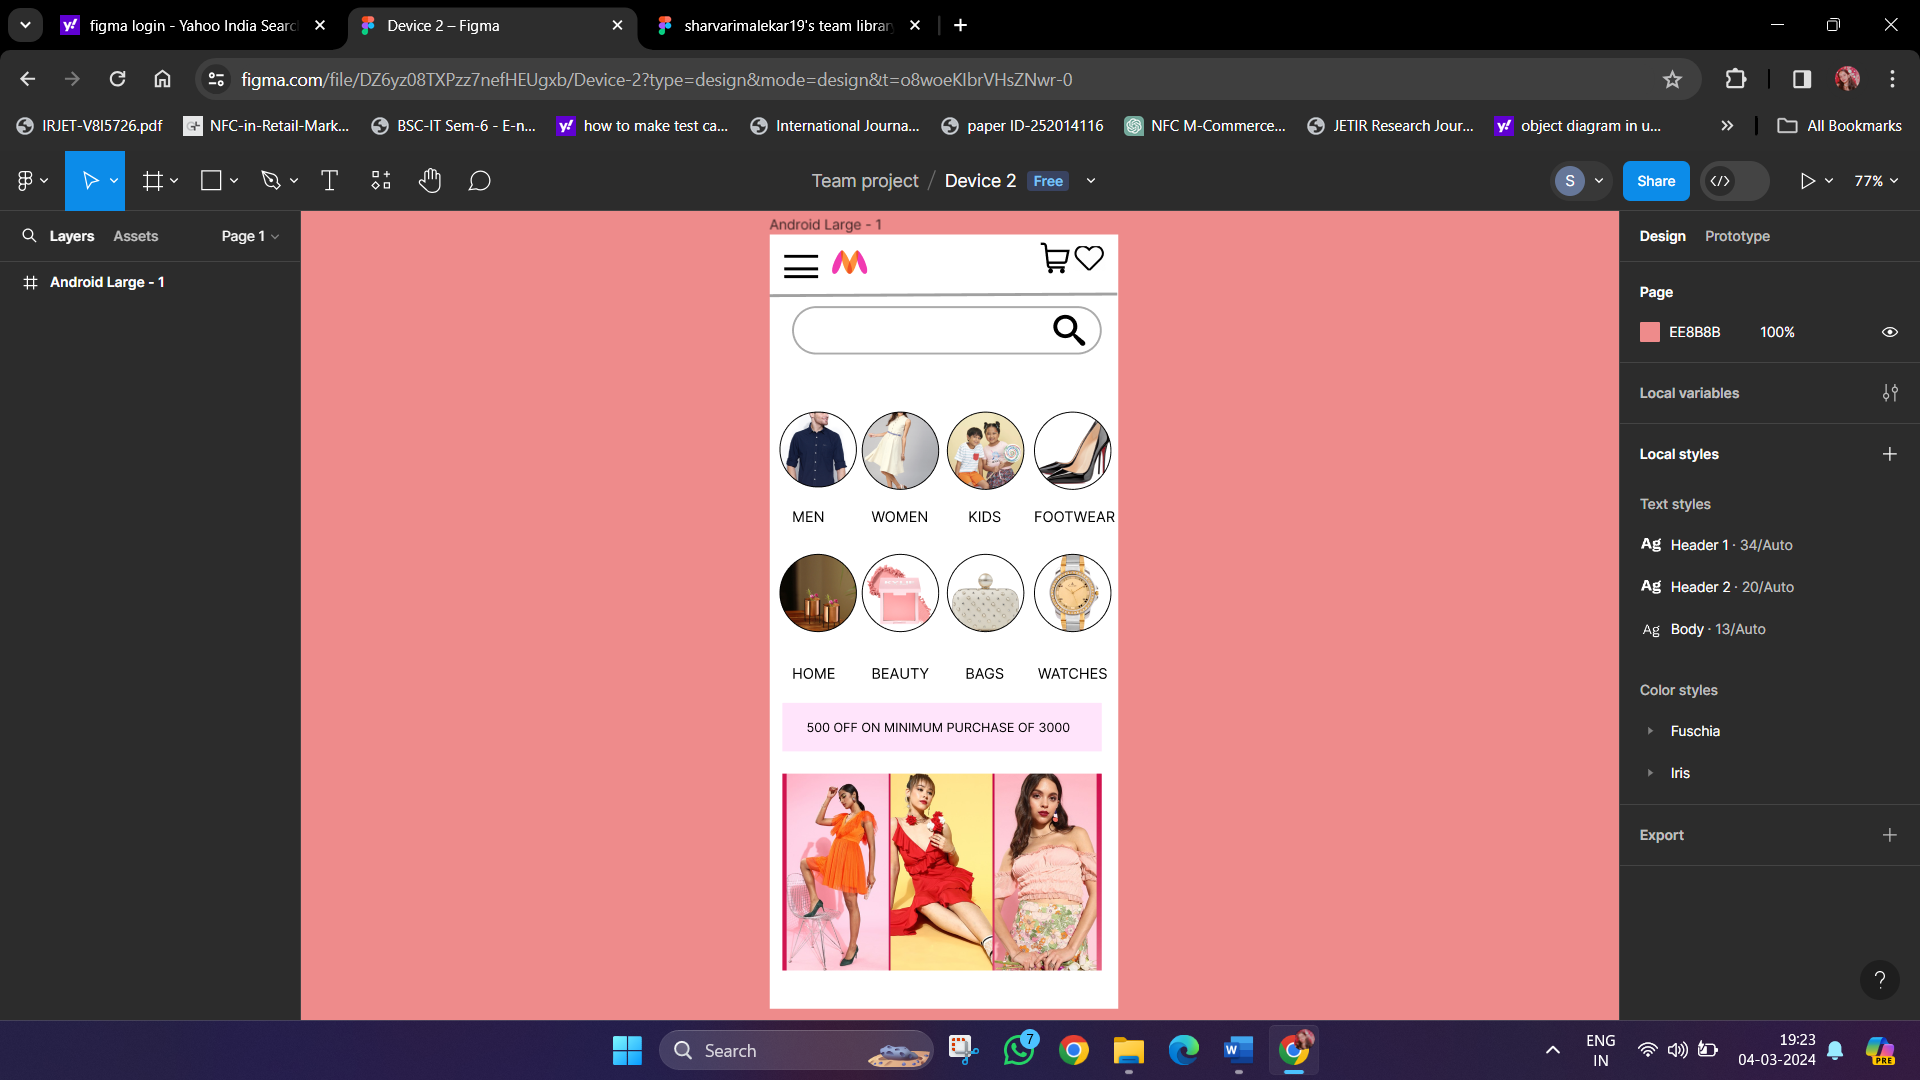 figma login - Yahoo India Searc
Device 2 – Figma
sharvarimalekar19's team librar
figma.com/file/DZ6yz08TXPzz7nefHEUgxb/Device-2?type=design&mode=design&t=o8woeKIbrVHsZNwr-0
IRJET-V8I5726.pdf
NFC-in-Retail-Mark...
BSC-IT Sem-6 - E-n...
how to make test ca...
International Journa...
paper ID-252014116
NFC M-Commerce...
JETIR Research Jour...
object diagram in u...
All Bookmarks
Team project / Device 2 Free
S
Share
77%
Layers Assets Page 1
Android Large - 1
Android Large - 1
MEN WOMEN KIDS FOOTWEAR
HOME BEAUTY BAGS WATCHES
500 OFF ON MINIMUM PURCHASE OF 3000
Design Prototype
Page
EE8B8B 100%
Local variables
Local styles
Text styles
Ag Header 1 · 34/Auto
Ag Header 2 · 20/Auto
Ag Body · 13/Auto
Color styles
Fuschia
Iris
Export
?
Search
7
ENG
IN
19:23
04-03-2024
PRE